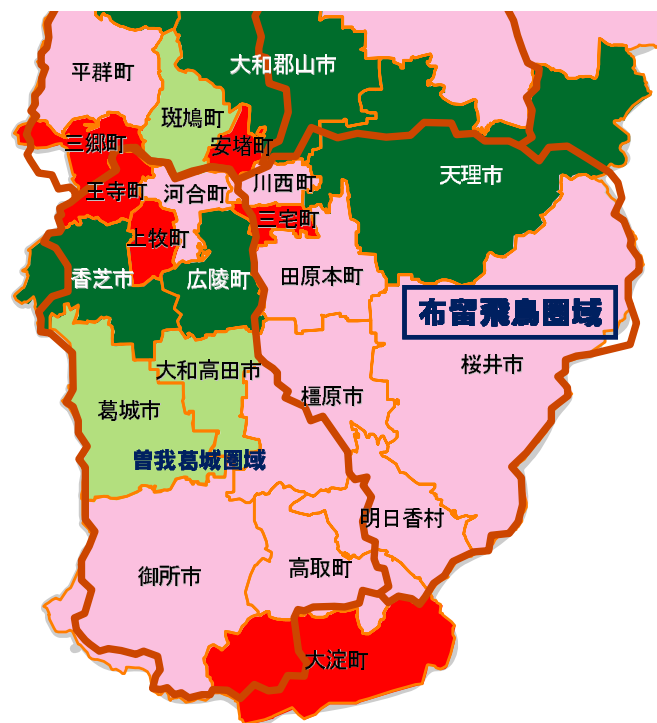 平群町
大和郡山市
斑鳩町
三郷町
安堵町
天理市
王寺町
河合町
川西町
三宅町
上牧町
香芝市
広陵町
田原本町
布留飛鳥圏域
大和高田市
桜井市
橿原市
葛城市
曽我葛城圏域
明日香村
御所市
高取町
大淀町